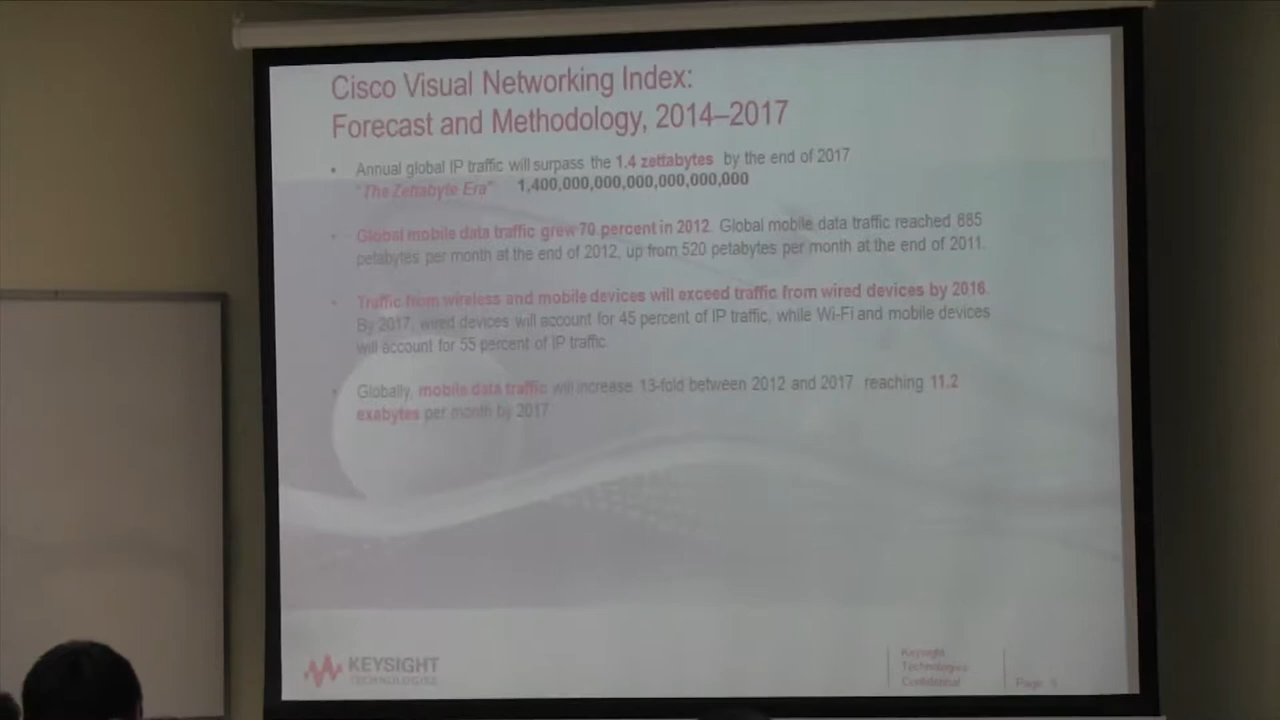 Cisco Visual Networking Index:
Forecast and Methodology, 2014–2017
• Annual global IP traffic will surpass the 1.4 zettabytes by the end of 2017
"The Zettabyte Era" 1,400,000,000,000,000,000,000
• Global mobile data traffic grew 70 percent in 2012. Global mobile data traffic reached 885
petabytes per month at the end of 2012, up from 520 petabytes per month at the end of 2011.
• Traffic from wireless and mobile devices will exceed traffic from wired devices by 2016.
By 2017, wired devices will account for 45 percent of IP traffic, while Wi-Fi and mobile devices
will account for 55 percent of IP traffic
• Globally, mobile data traffic will increase 13-fold between 2012 and 2017 reaching 11.2
exabytes per month by 2017
KEYSIGHT
TECHNOLOGIES
Keysight
Technologies
Confidential
Page